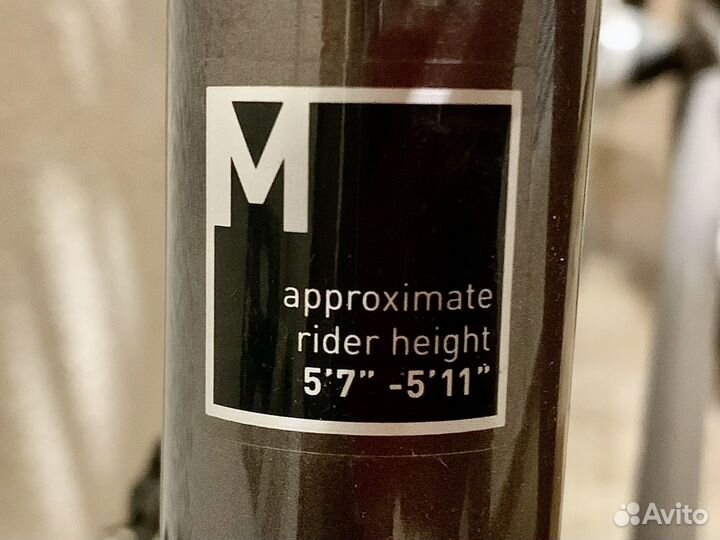 M
approximate
rider height
5'7" -5'11"
Avito